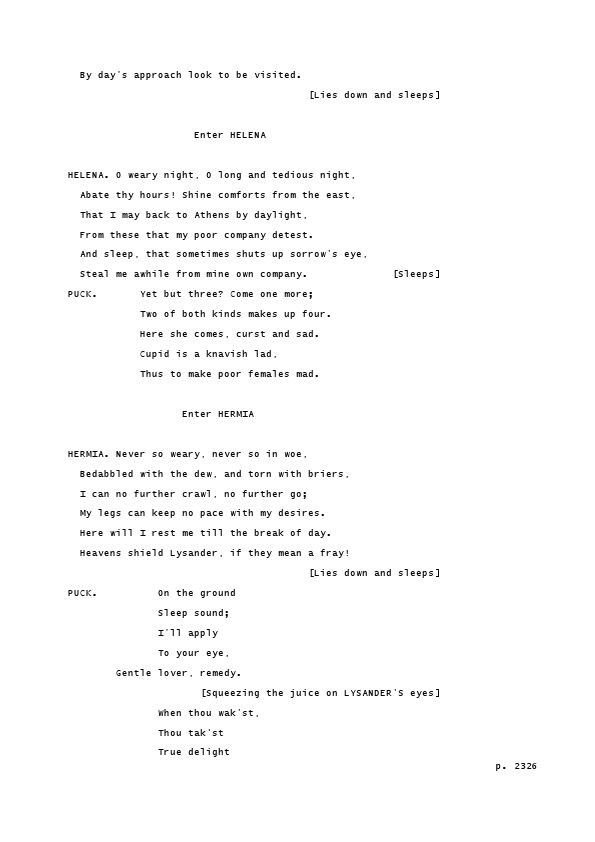 By day's approach look to be visited.
[Lies down and sleeps]
Enter HELENA
HELENA. O weary night, O long and tedious night,
Abate thy hours! Shine comforts from the east,
That I may back to Athens by daylight,
From these that my poor company detest.
And sleep, that sometimes shuts up sorrow's eye,
Steal me awhile from mine own company. [Sleeps]
PUCK. Yet but three? Come one more;
Two of both kinds makes up four.
Here she comes, curst and sad.
Cupid is a knavish lad,
Thus to make poor females mad.
Enter HERMIA
HERMIA. Never so weary, never so in woe,
Bedabbled with the dew, and torn with briers,
I can no further crawl, no further go;
My legs can keep no pace with my desires.
Here will I rest me till the break of day.
Heavens shield Lysander, if they mean a fray!
[Lies down and sleeps]
PUCK. On the ground
Sleep sound;
I'll apply
To your eye,
Gentle lover, remedy.
[Squeezing the juice on LYSANDER'S eyes]
When thou wak'st,
Thou tak'st
True delight
p. 2326